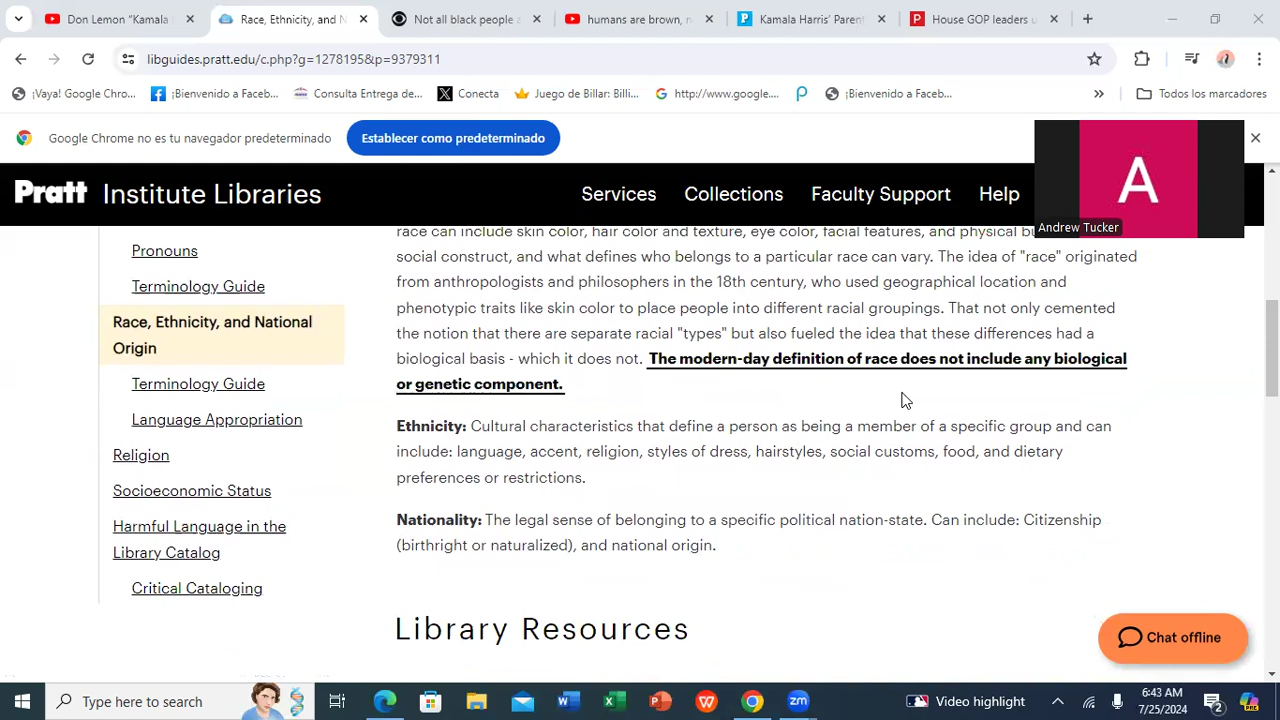 Don Lemon "Kamala
Race, Ethnicity, and N
Not all black people a
humans are brown, n
Kamala Harris' Paren
House GOP leaders u
libguides.pratt.edu/c.php?g=1278195&p=9379311
¡Vaya! Google Chro...
¡Bienvenido a Faceb...
Consulta Entrega de...
Conecta
Juego de Billar: Billi...
http://www.google....
¡Bienvenido a Faceb...
Todos los marcadores
Google Chrome no es tu navegador predeterminado
Establecer como predeterminado
Pratt Institute Libraries
Services
Collections
Faculty Support
Help
A
Andrew Tucker
Pronouns
Terminology Guide
Race, Ethnicity, and National
Origin
Terminology Guide
Language Appropriation
Religion
Socioeconomic Status
Harmful Language in the
Library Catalog
Critical Cataloging
race can include skin color, hair color and texture, eye color, facial features, and physical bu
social construct, and what defines who belongs to a particular race can vary. The idea of "race" originated
from anthropologists and philosophers in the 18th century, who used geographical location and
phenotypic traits like skin color to place people into different racial groupings. That not only cemented
the notion that there are separate racial "types" but also fueled the idea that these differences had a
biological basis - which it does not. The modern-day definition of race does not include any biological
or genetic component.
Ethnicity: Cultural characteristics that define a person as being a member of a specific group and can
include: language, accent, religion, styles of dress, hairstyles, social customs, food, and dietary
preferences or restrictions.
Nationality: The legal sense of belonging to a specific political nation-state. Can include: Citizenship
(birthright or naturalized), and national origin.
Library Resources
Chat offline
Type here to search
Video highlight
6:43 AM
7/25/2024